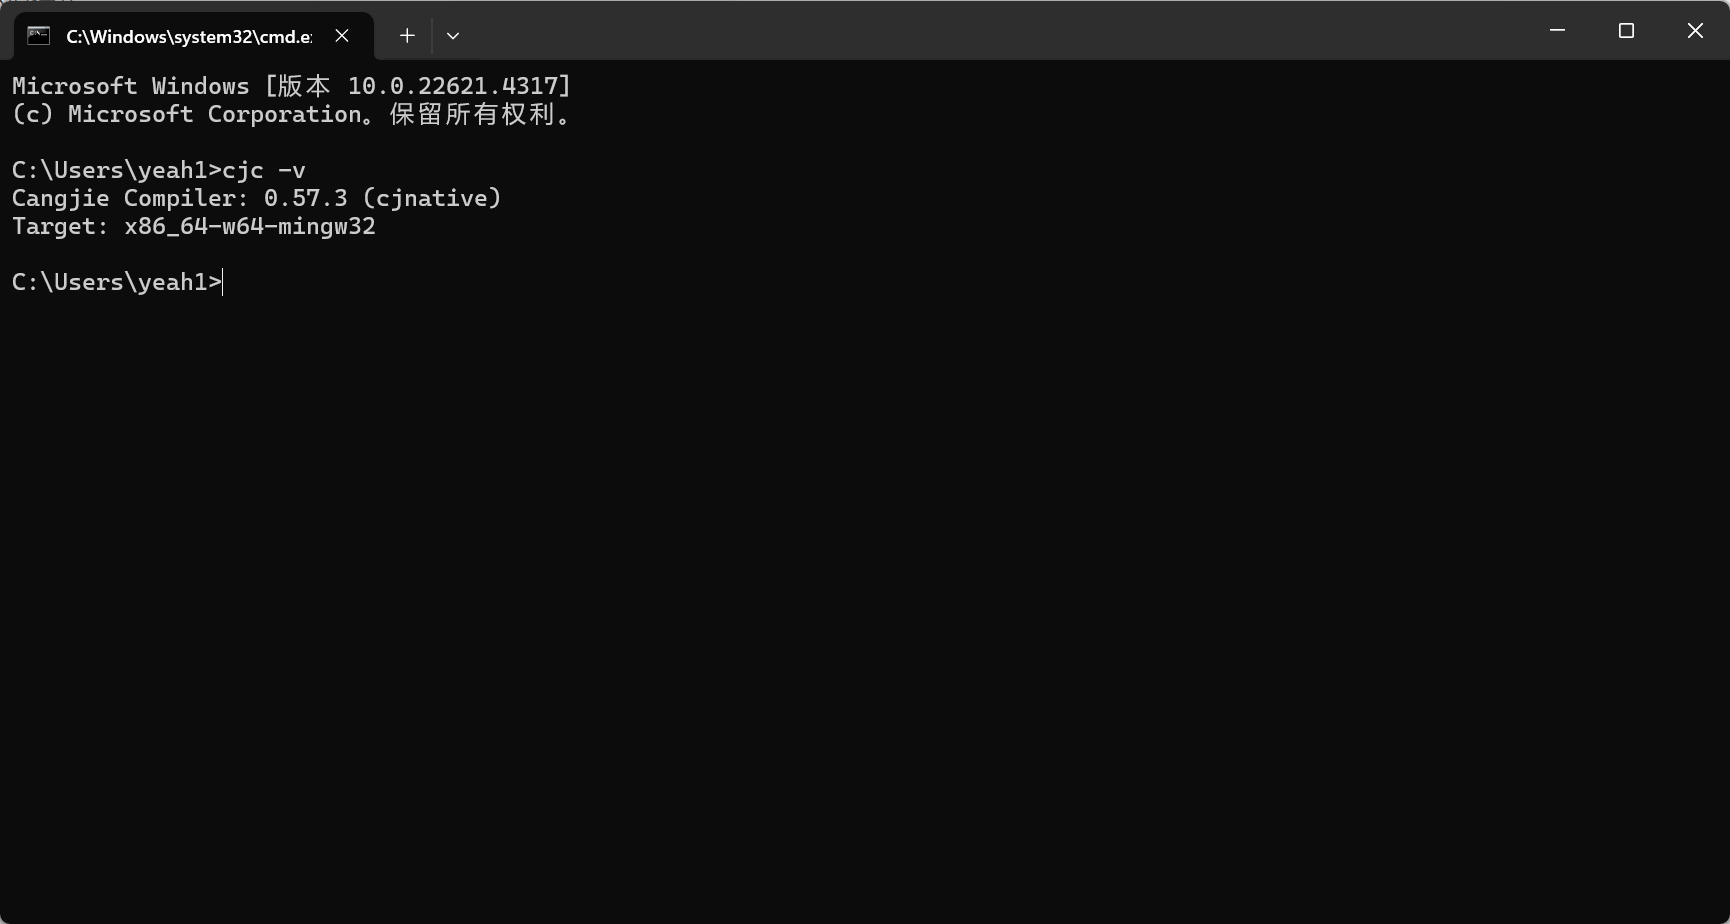 C:\Windows\system32\cmd.e
Microsoft Windows [版本 10.0.22621.4317]
(c) Microsoft Corporation。保留所有权利。
C:\Users\yeah1>cjc -v
Cangjie Compiler: 0.57.3 (cjnative)
Target: x86_64-w64-mingw32
C:\Users\yeah1>